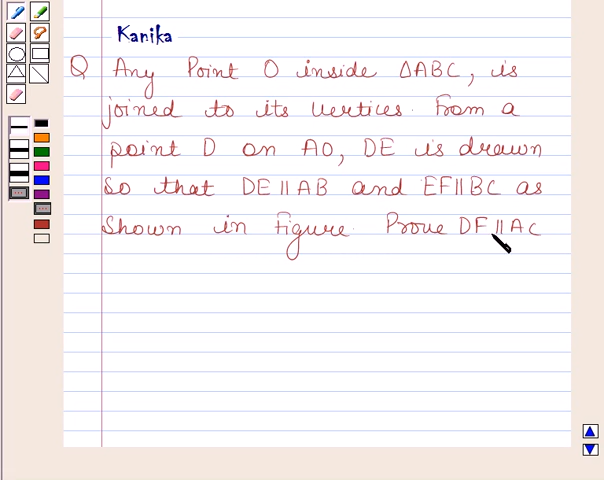 Kanika
Q Any Point O inside ΔABC, is
joined to its vertices. From a
point D on AO, DE is drawn
So that DE||AB and EF||BC as
Shown in figure. Prove DF||AC